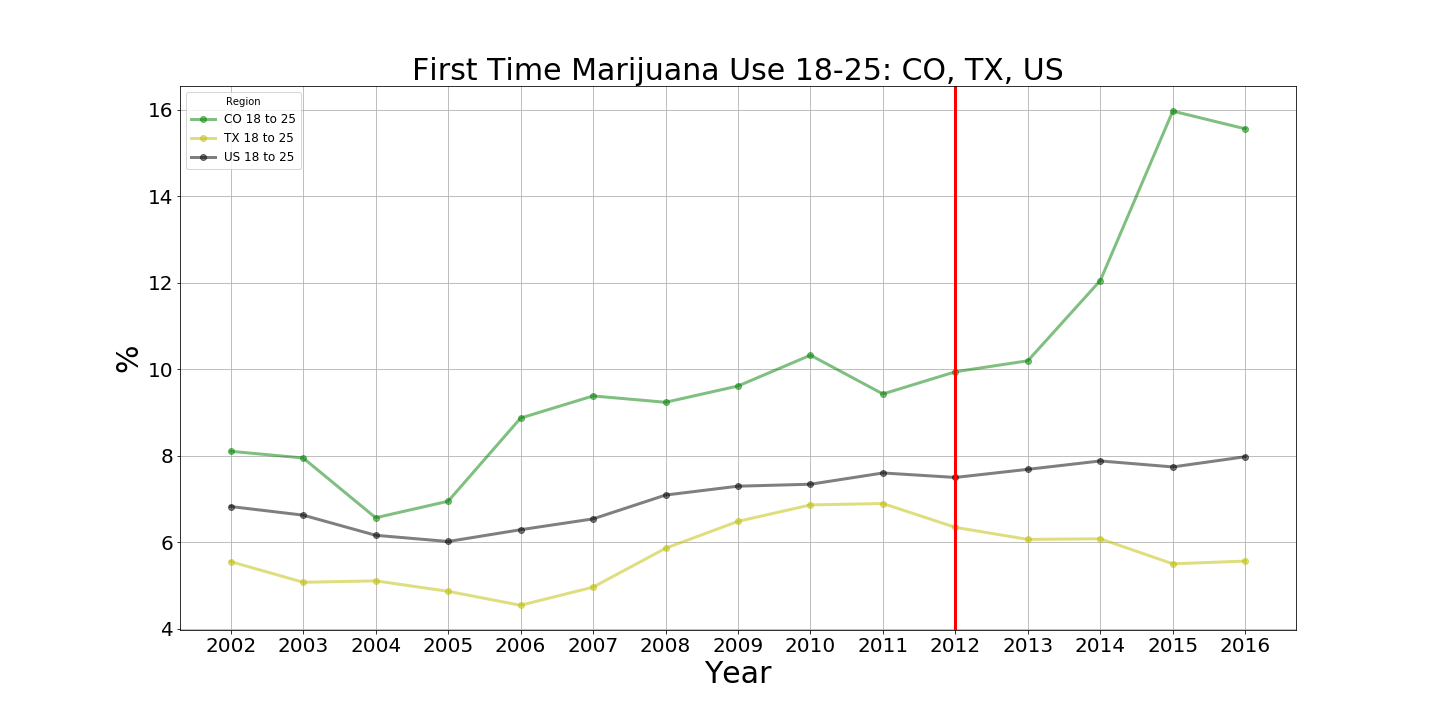 First Time Marijuana Use 18-25: CO, TX, US
Region
CO 18 to 25
TX 18 to 25
US 18 to 25
16
14
12
10
8
6
4
%
2002 2003 2004 2005 2006 2007 2008 2009 2010 2011 2012 2013 2014 2015 2016
Year